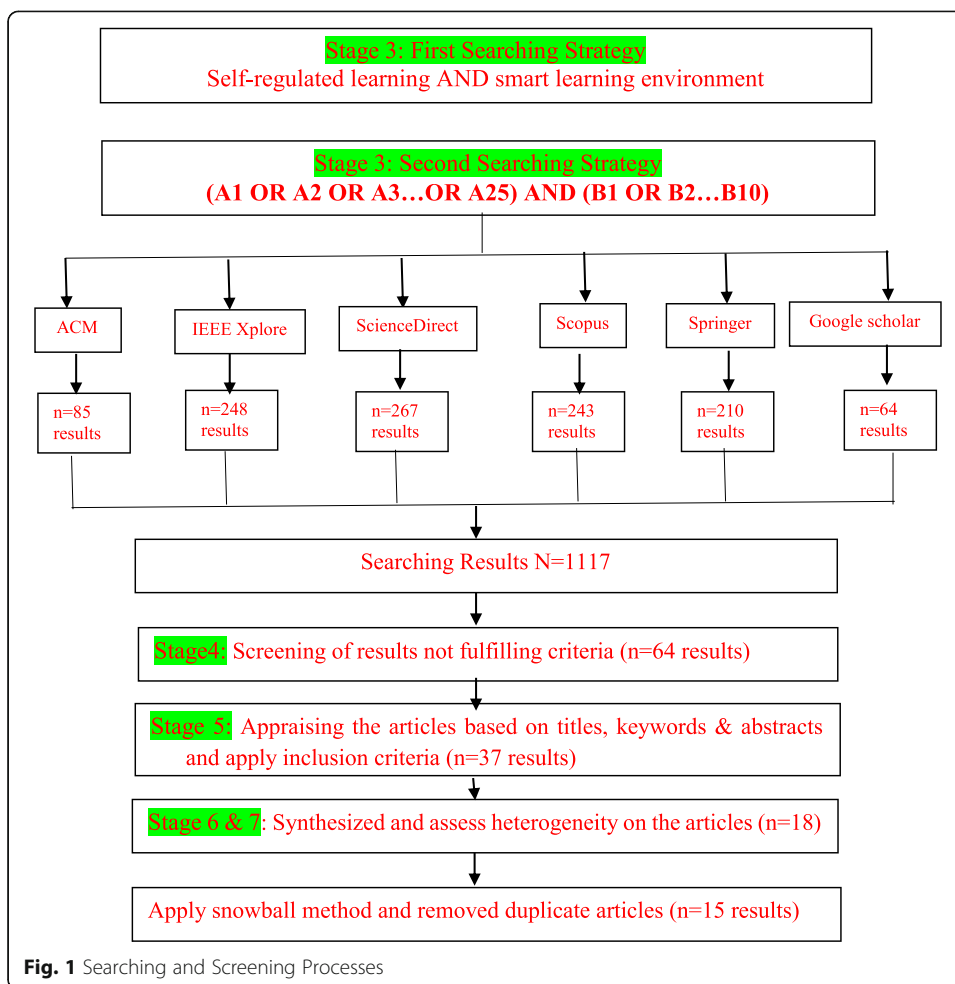 Stage 3: First Searching Strategy
Self-regulated learning AND smart learning environment
Stage 3: Second Searching Strategy
(A1 OR A2 OR A3…OR A25) AND (B1 OR B2…B10)
ACM
IEEE Xplore
ScienceDirect
Scopus
Springer
Google scholar
n=85
results
n=248
results
n=267
results
n=243
results
n=210
results
n=64
results
Searching Results N=1117
Stage4: Screening of results not fulfilling criteria (n=64 results)
Stage 5: Appraising the articles based on titles, keywords & abstracts
and apply inclusion criteria (n=37 results)
Stage 6 & 7: Synthesized and assess heterogeneity on the articles (n=18)
Apply snowball method and removed duplicate articles (n=15 results)
Fig. 1 Searching and Screening Processes